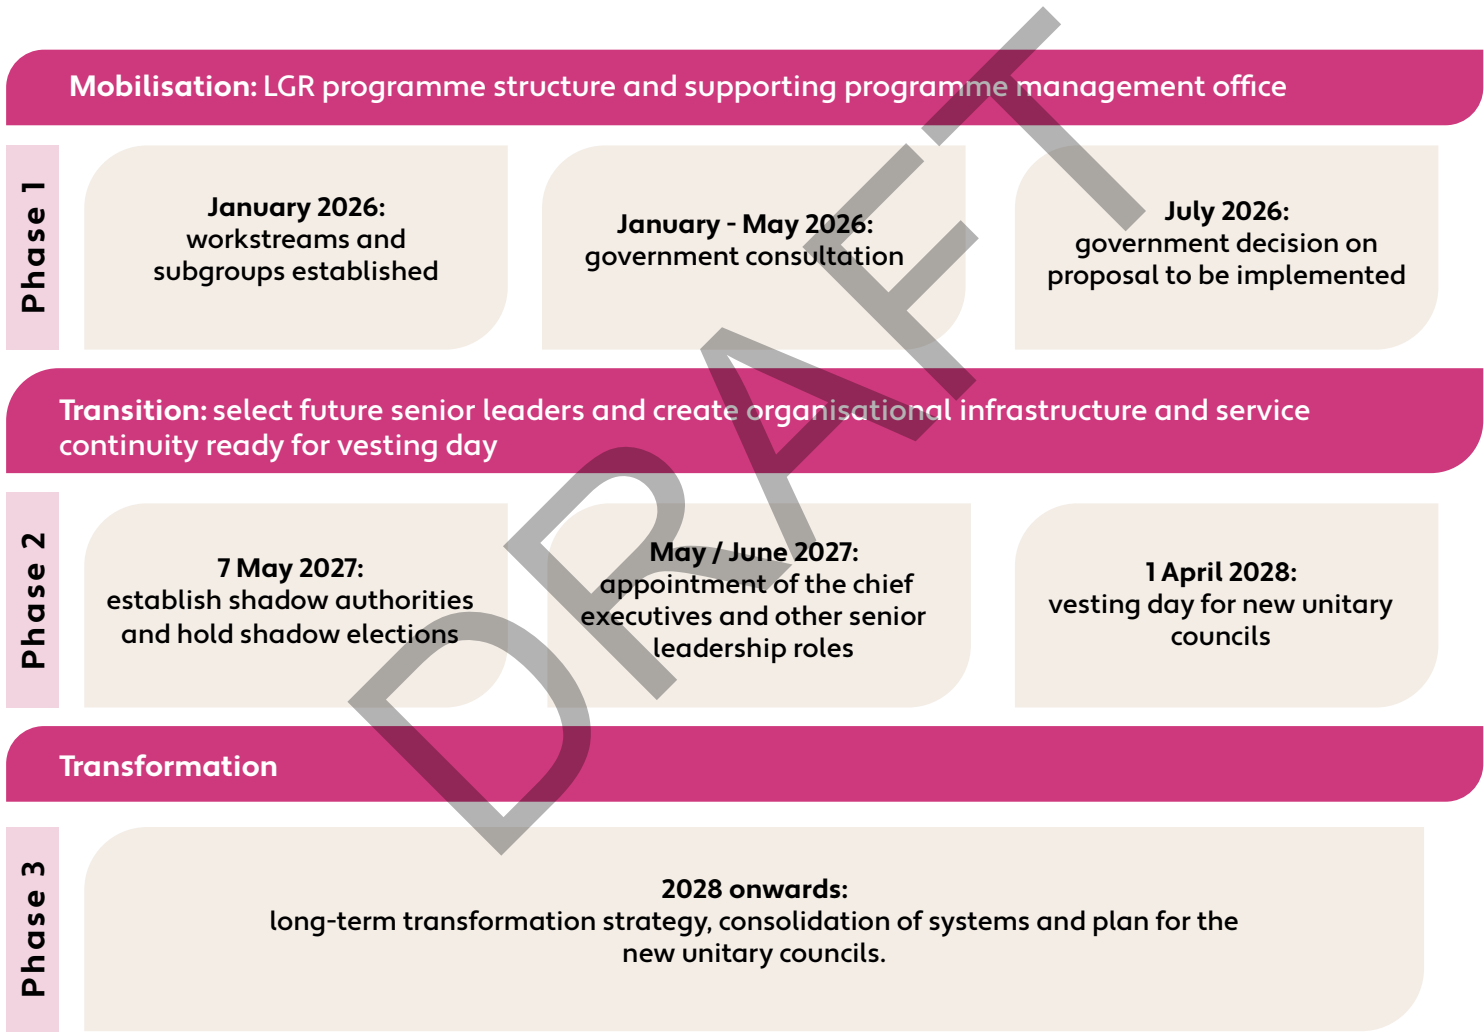 Mobilisation: LGR programme structure and supporting programme management office
Phase 1
January 2026:
workstreams and
subgroups established
January - May 2026:
government consultation
July 2026:
government decision on
proposal to be implemented
Transition: select future senior leaders and create organisational infrastructure and service
continuity ready for vesting day
Phase 2
7 May 2027:
establish shadow authorities
and hold shadow elections
May / June 2027:
appointment of the chief
executives and other senior
leadership roles
1 April 2028:
vesting day for new unitary
councils
Transformation
Phase 3
2028 onwards:
long-term transformation strategy, consolidation of systems and plan for the
new unitary councils.
DRAFT